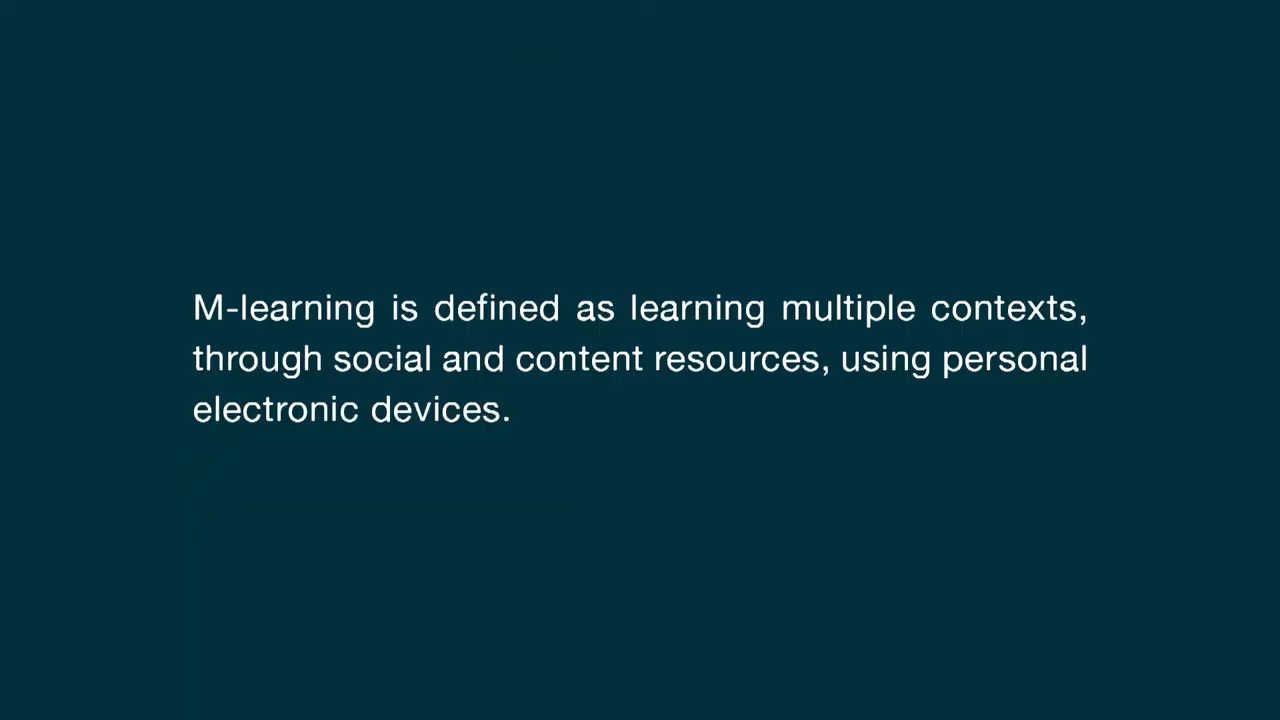 M-learning is defined as learning multiple contexts,
through social and content resources, using personal
electronic devices.